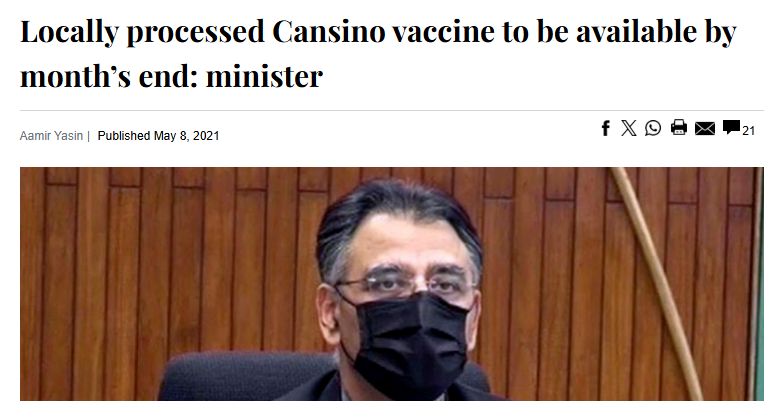 Locally processed Cansino vaccine to be available by
month’s end: minister
Aamir Yasin | Published May 8, 2021
21